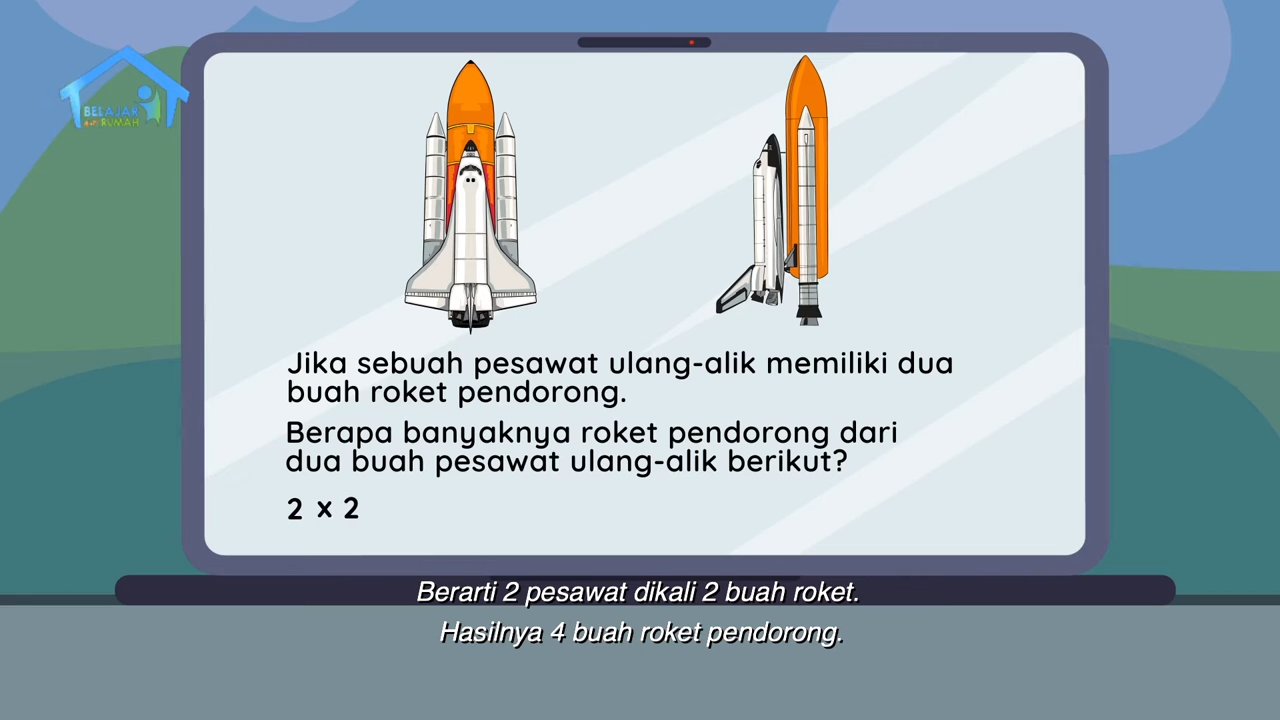 BELAJAR
dari RUMAH
Jika sebuah pesawat ulang-alik memiliki dua
buah roket pendorong.
Berapa banyaknya roket pendorong dari
dua buah pesawat ulang-alik berikut?
2 x 2
Berarti 2 pesawat dikali 2 buah roket.
Hasilnya 4 buah roket pendorong.